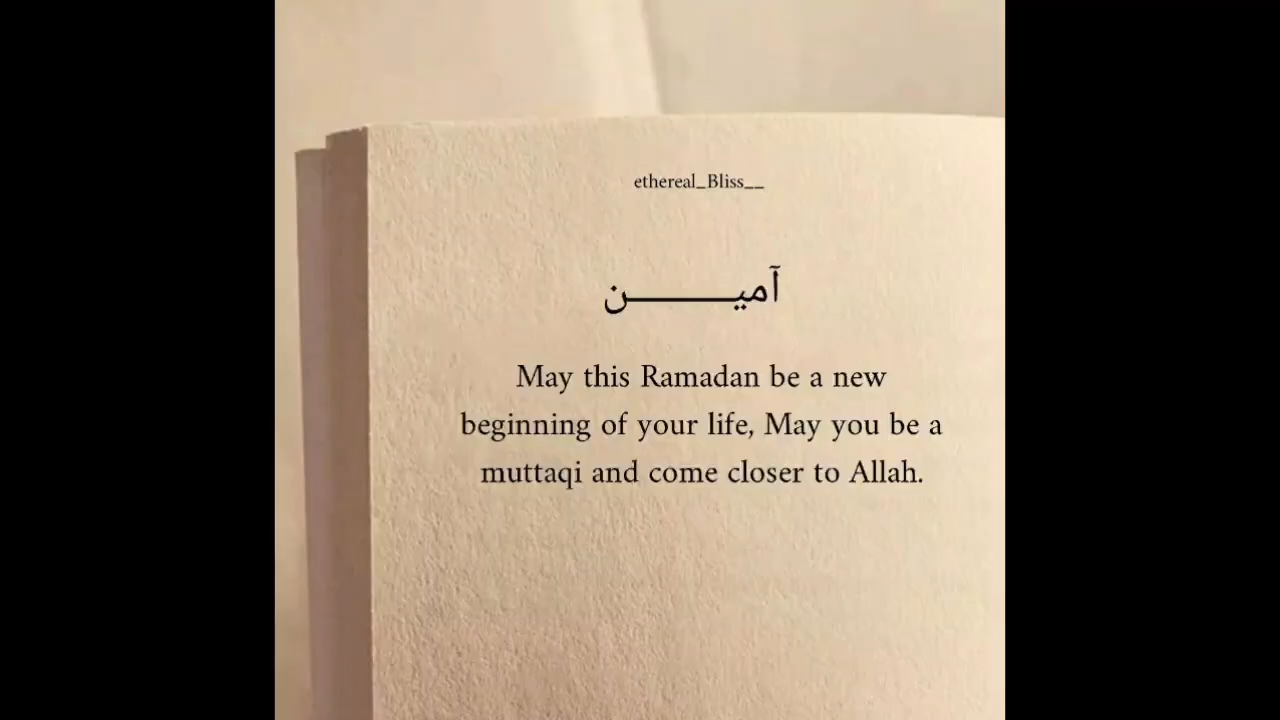 ethereal_Bliss__
آميـــــــــــن
May this Ramadan be a new
beginning of your life, May you be a
muttaqi and come closer to Allah.